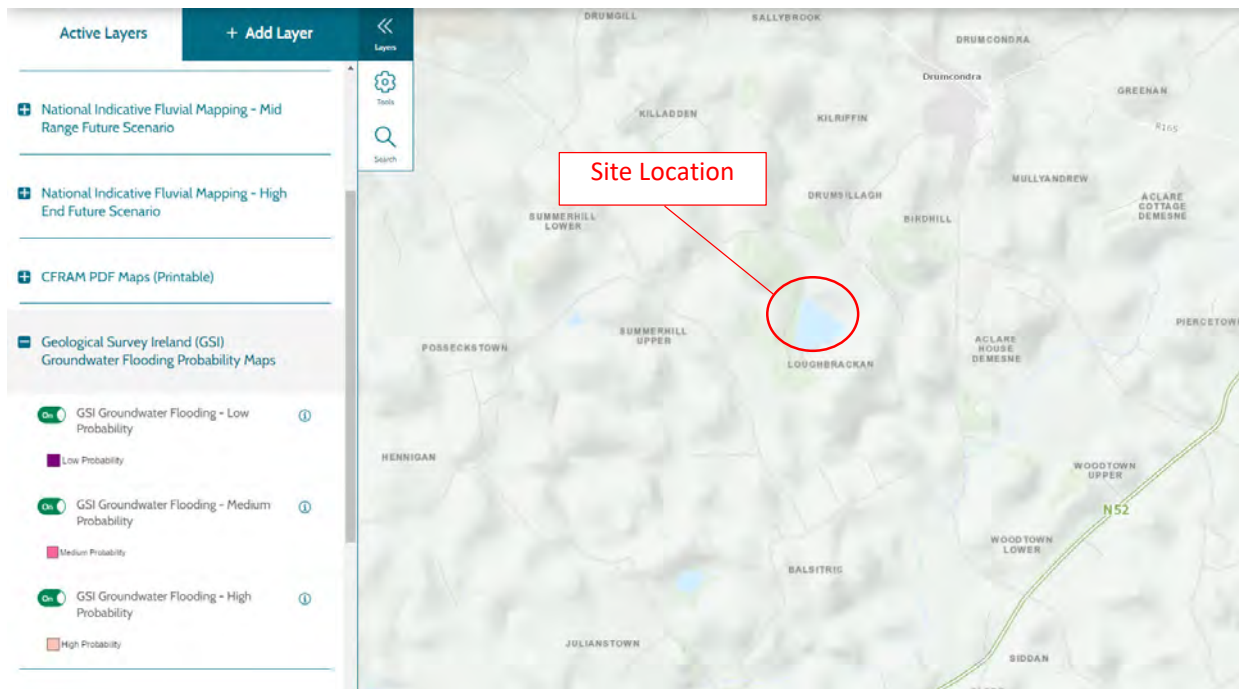 Active Layers
+ Add Layer
Layers
Tools
Search
National Indicative Fluvial Mapping - Mid
Range Future Scenario
National Indicative Fluvial Mapping - High
End Future Scenario
CFRAM PDF Maps (Printable)
Geological Survey Ireland (GSI)
Groundwater Flooding Probability Maps
On
GSI Groundwater Flooding - Low
Probability
Low Probability
On
GSI Groundwater Flooding - Medium
Probability
Medium Probability
On
GSI Groundwater Flooding - High
Probability
High Probability
DRUMGILL
SALLYBROOK
DRUMCONDRA
Drumcondra
GREENAN
KILLADDEN
KILRIFFIN
R165
Site Location
MULLYANDREW
DRUMSILLAGH
ACLARE
COTTAGE
DEMESNE
SUMMERHILL
LOWER
BIRDHILL
PIERCETOWN
SUMMERHILL
UPPER
POSSECKSTOWN
ACLARE
HOUSE
DEMESNE
LOUGHBRACKAN
HENNIGAN
WOODTOWN
UPPER
N52
WOODTOWN
LOWER
BALSITRIC
JULIANSTOWN
SIDDAN